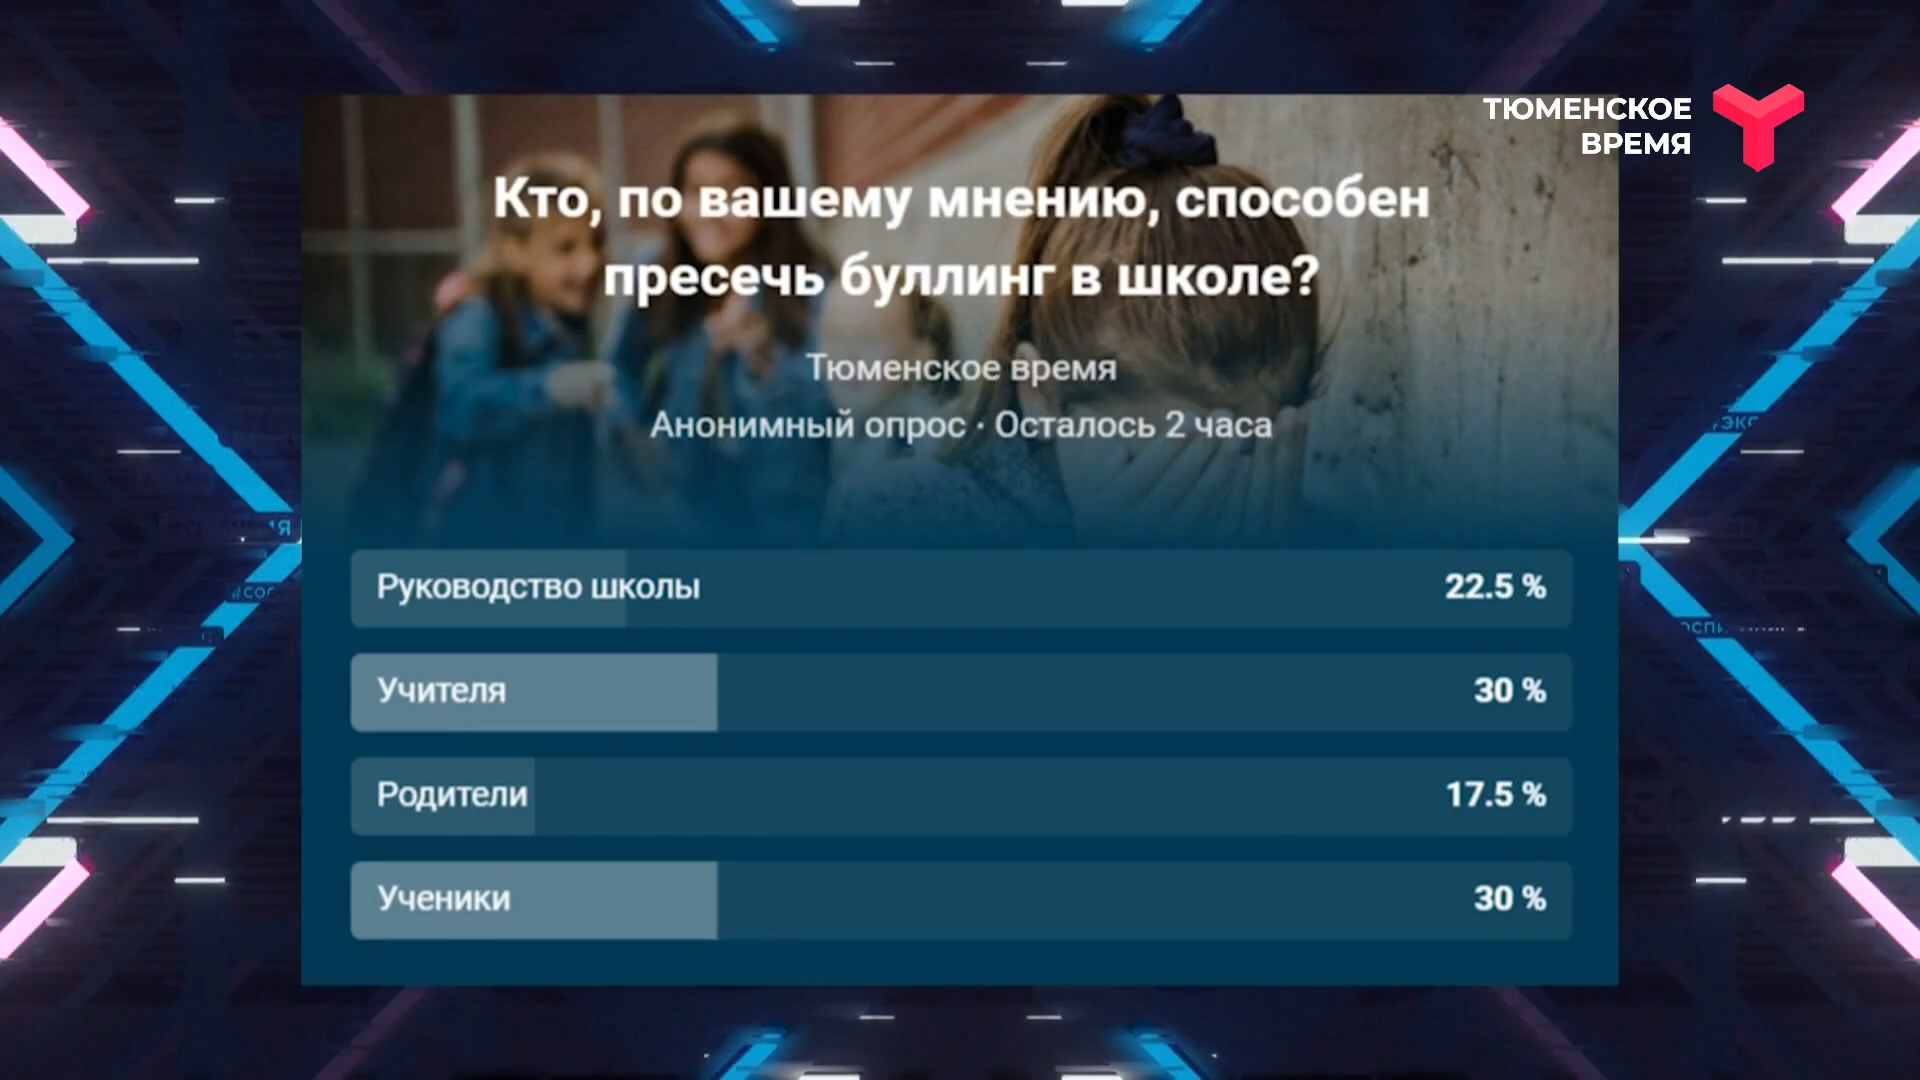 ТЮМЕНСКОЕ
ВРЕМЯ
Кто, по вашему мнению, способен
пресечь буллинг в школе?
Тюменское время
Анонимный опрос · Осталось 2 часа
Руководство школы 22.5 %
Учителя 30 %
Родители 17.5 %
Ученики 30 %